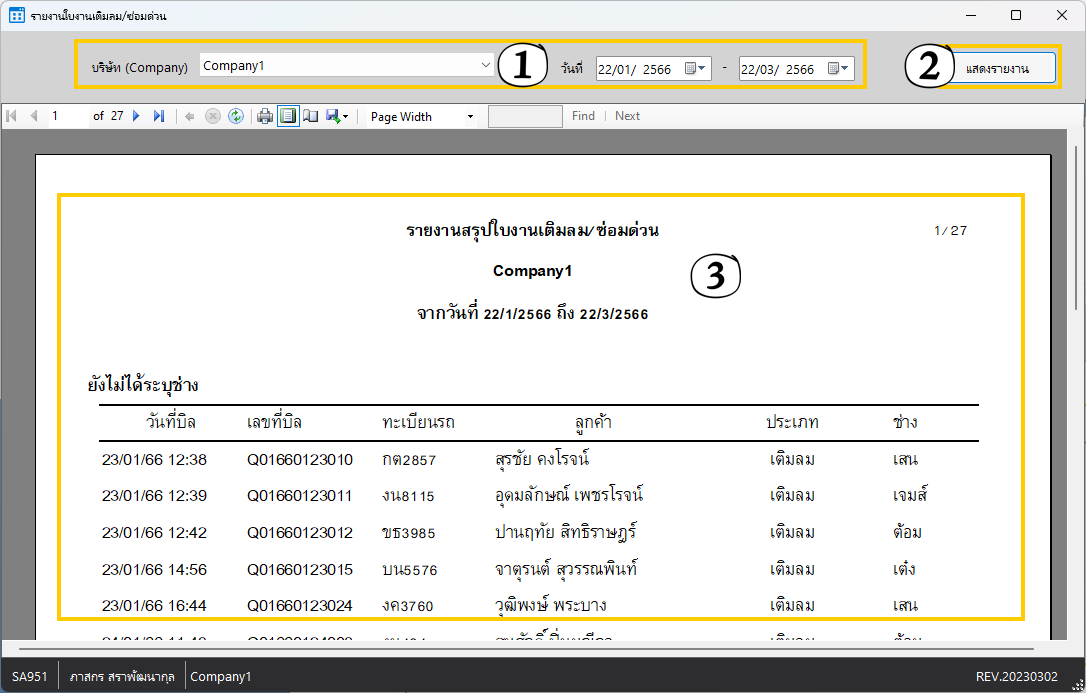 รายงานใบงานเติมลม/ซ่อมด่วน
บริษัท (Company) Company1 1 วันที่ 22/01/ 2566 - 22/03/ 2566 2 แสดงรายงาน
1 of 27 Page Width Find Next
รายงานสรุปใบงานเติมลม/ซ่อมด่วน 1/27
Company1 3
จากวันที่ 22/1/2566 ถึง 22/3/2566
ยังไม่ได้ระบุช่าง
วันที่บิล เลขที่บิล ทะเบียนรถ ลูกค้า ประเภท ช่าง
23/01/66 12:38 Q01660123010 กต2857 สุรชัย คงโรจน์ เติมลม เสน
23/01/66 12:39 Q01660123011 งน8115 อุดมลักษณ์ เพชรโรจน์ เติมลม เจมส์
23/01/66 12:42 Q01660123012 ขธ3985 ปานฤทัย สิทธิราษฎร์ เติมลม ต้อม
23/01/66 14:56 Q01660123015 บน5576 จาตุรนต์ สุวรรณพินท์ เติมลม เต๋ง
23/01/66 16:44 Q01660123024 งค3760 วุฒิพงษ์ พระบาง เติมลม เสน
SA951 ภาสกร สราพัฒนากุล Company1 REV.20230302